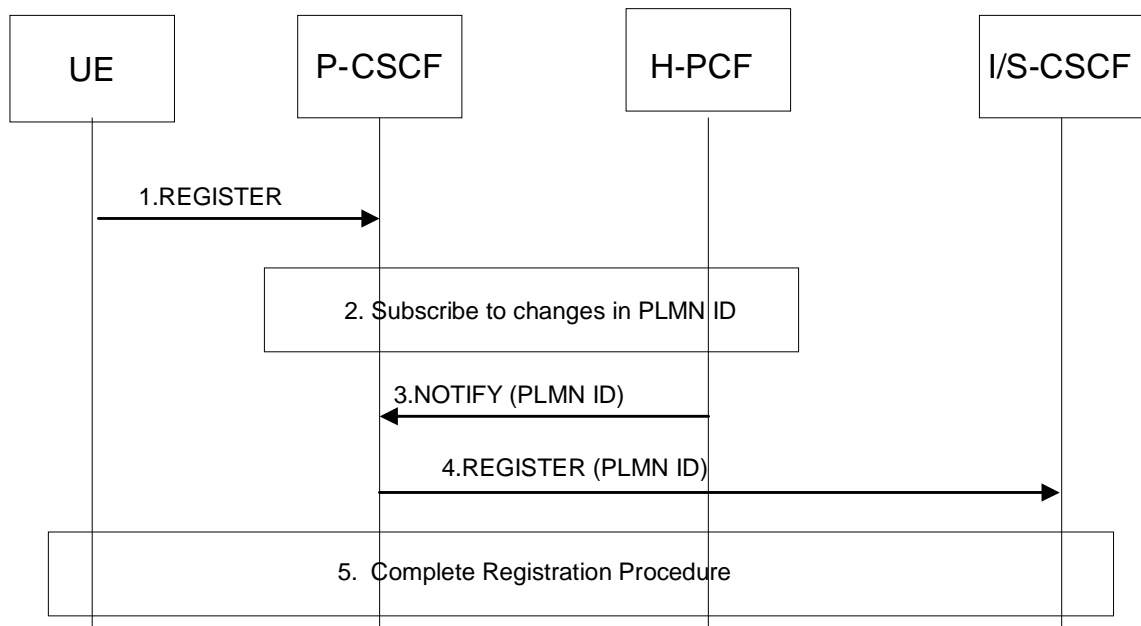 UE
P-CSCF
H-PCF
I/S-CSCF
1.REGISTER
2. Subscribe to changes in PLMN ID
3.NOTIFY (PLMN ID)
4.REGISTER (PLMN ID)
5. Complete Registration Procedure